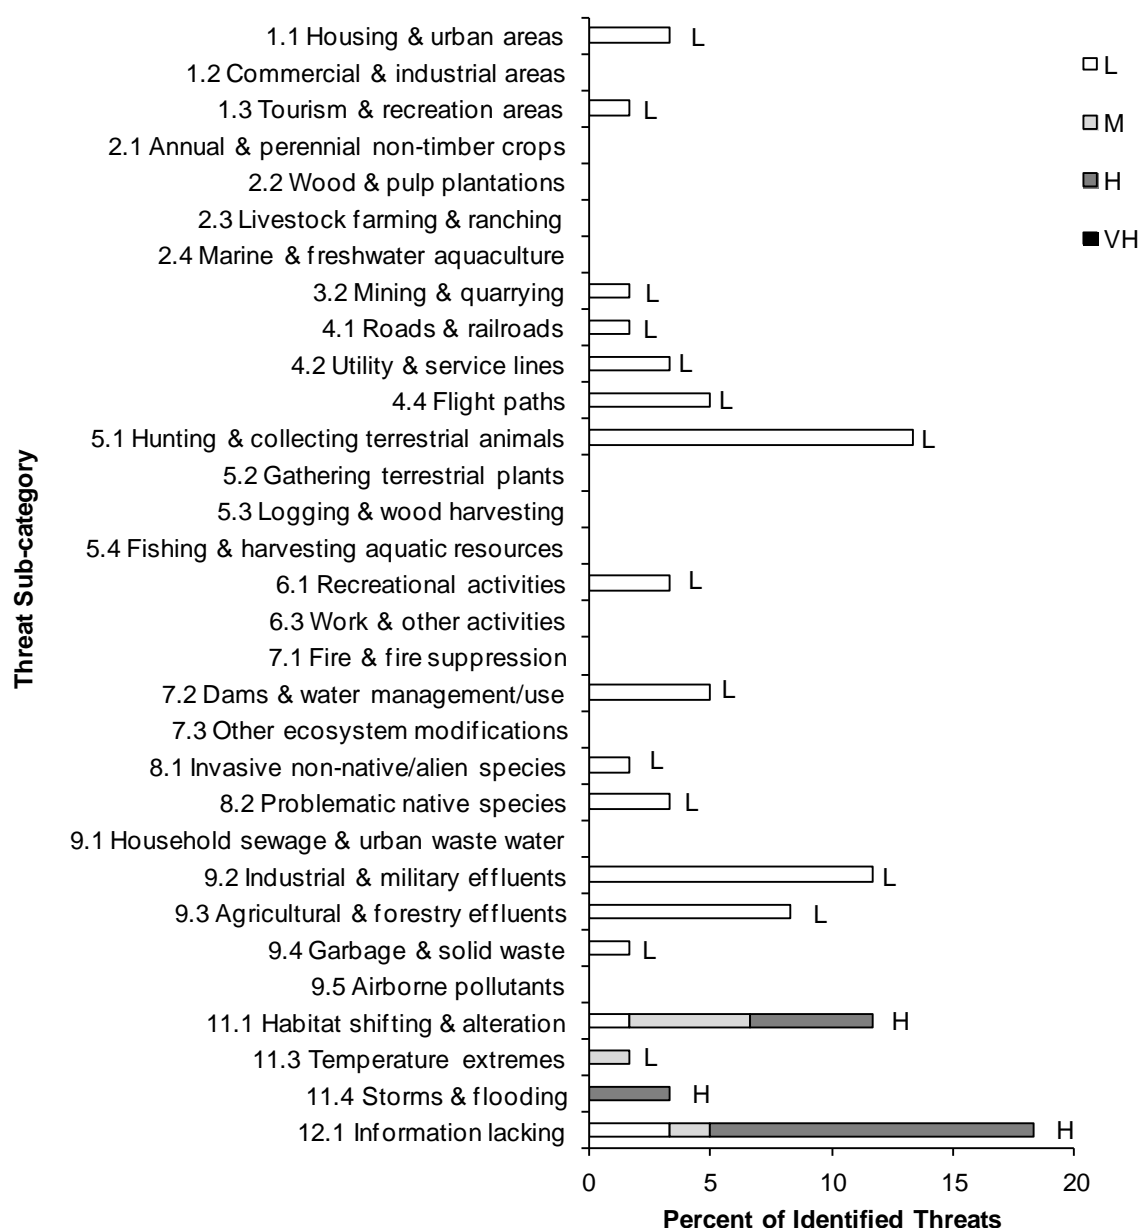 1.1 Housing & urban areas L
1.2 Commercial & industrial areas
1.3 Tourism & recreation areas L
2.1 Annual & perennial non-timber crops
2.2 Wood & pulp plantations
2.3 Livestock farming & ranching
2.4 Marine & freshwater aquaculture
3.2 Mining & quarrying L
4.1 Roads & railroads L
4.2 Utility & service lines L
4.4 Flight paths L
5.1 Hunting & collecting terrestrial animals L
5.2 Gathering terrestrial plants
5.3 Logging & wood harvesting
5.4 Fishing & harvesting aquatic resources
6.1 Recreational activities L
6.3 Work & other activities
7.1 Fire & fire suppression
7.2 Dams & water management/use L
7.3 Other ecosystem modifications
8.1 Invasive non-native/alien species L
8.2 Problematic native species L
9.1 Household sewage & urban waste water
9.2 Industrial & military effluents L
9.3 Agricultural & forestry effluents L
9.4 Garbage & solid waste L
9.5 Airborne pollutants
11.1 Habitat shifting & alteration H
11.3 Temperature extremes L
11.4 Storms & flooding H
12.1 Information lacking H
0 5 10 15 20
Percent of Identified Threats
Threat Sub-category
L
M
H
VH